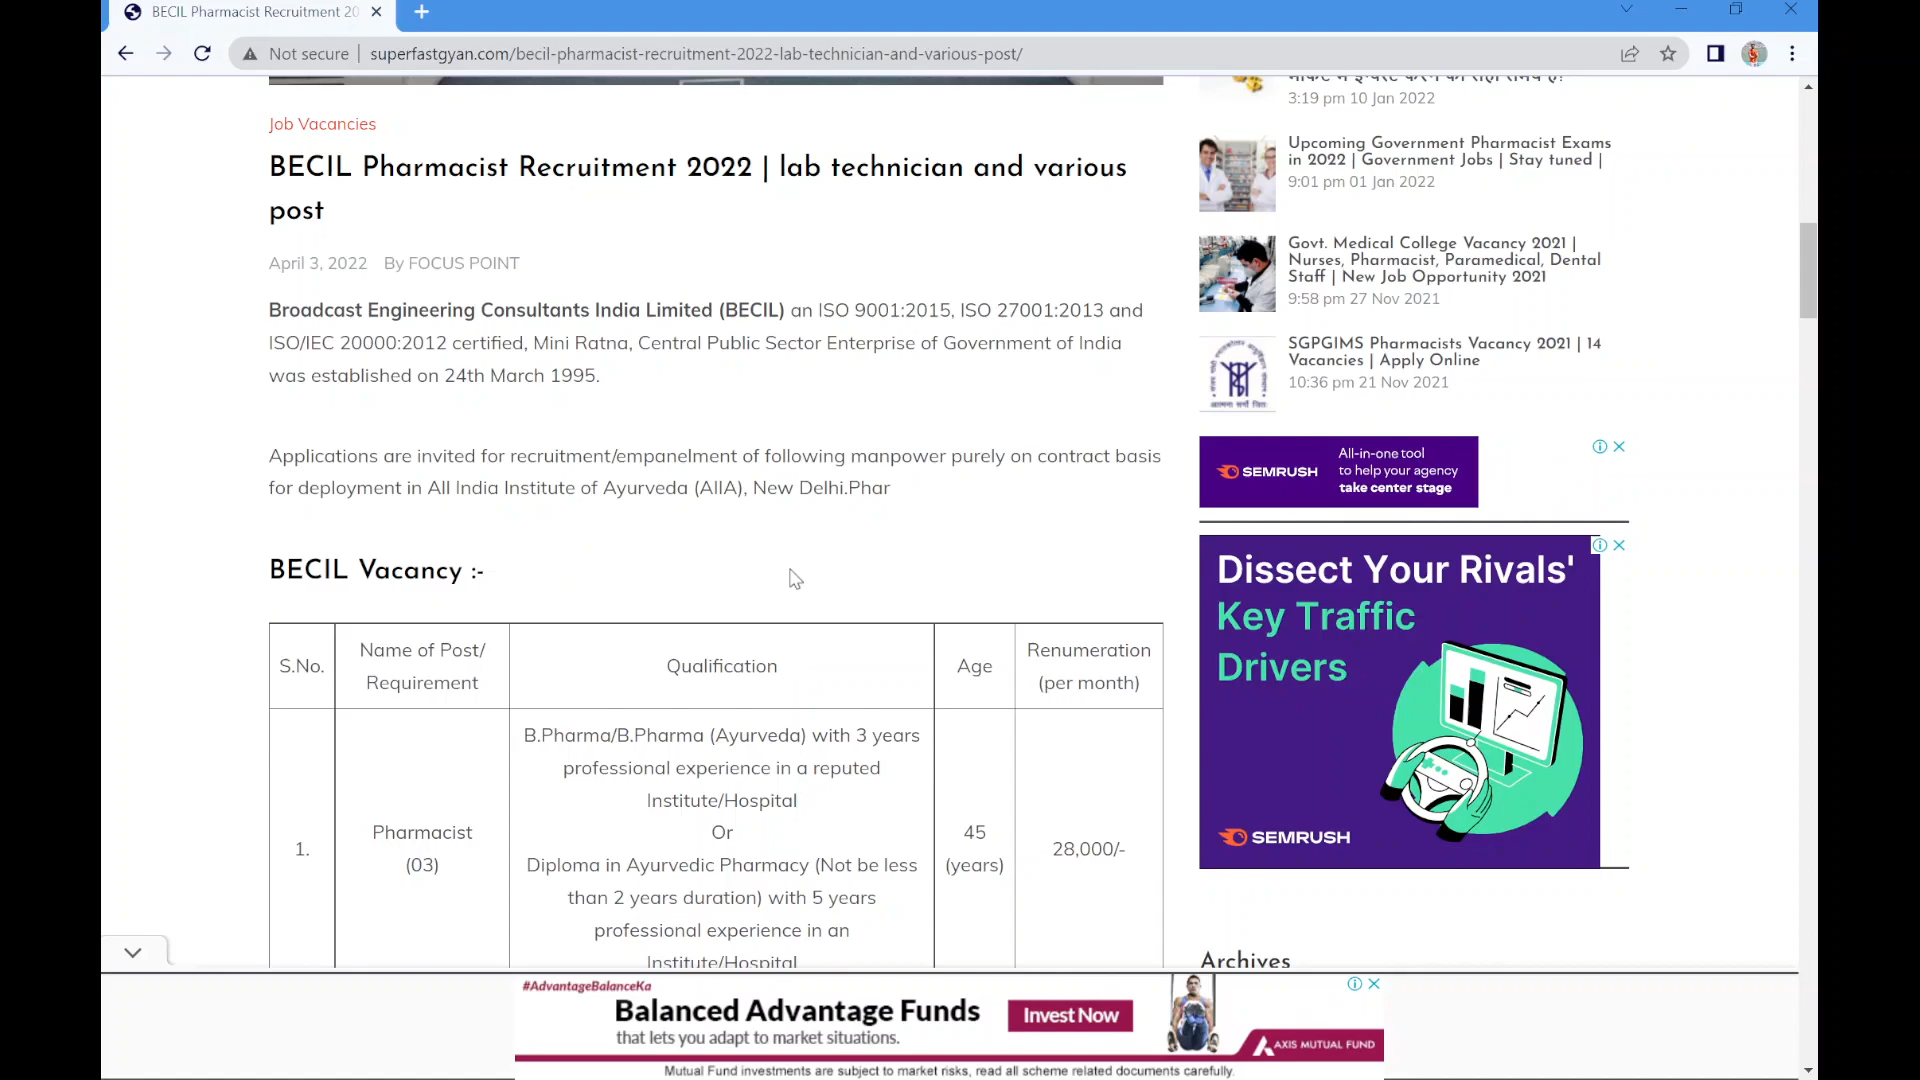 BECIL Pharmacist Recruitment 20
Not secure
superfastgyan.com/becil-pharmacist-recruitment-2022-lab-technician-and-various-post/
Job Vacancies
BECIL Pharmacist Recruitment 2022 | lab technician and various
post
April 3, 2022 By FOCUS POINT
Broadcast Engineering Consultants India Limited (BECIL) an ISO 9001:2015, ISO 27001:2013 and
ISO/IEC 20000:2012 certified, Mini Ratna, Central Public Sector Enterprise of Government of India
was established on 24th March 1995.
Applications are invited for recruitment/empanelment of following manpower purely on contract basis
for deployment in All India Institute of Ayurveda (AIIA), New Delhi.Phar
BECIL Vacancy :-
S.No.
Name of Post/
Requirement
Qualification
Age
Renumeration
(per month)
1.
Pharmacist
(03)
B.Pharma/B.Pharma (Ayurveda) with 3 years
professional experience in a reputed
Institute/Hospital
Or
Diploma in Ayurvedic Pharmacy (Not be less
than 2 years duration) with 5 years
professional experience in an
Institute/Hospital
45
(years)
28,000/-
3:19 pm 10 Jan 2022
Upcoming Government Pharmacist Exams
in 2022 | Government Jobs | Stay tuned |
9:01 pm 01 Jan 2022
Govt. Medical College Vacancy 2021 |
Nurses, Pharmacist, Paramedical, Dental
Staff | New Job Opportunity 2021
9:58 pm 27 Nov 2021
SGPGIMS Pharmacists Vacancy 2021 | 14
Vacancies | Apply Online
10:36 pm 21 Nov 2021
SEMRUSH
All-in-one tool
to help your agency
take center stage
Dissect Your Rivals'
Key Traffic
Drivers
SEMRUSH
Archives
#AdvantageBalanceKa
Balanced Advantage Funds
that lets you adapt to market situations.
Invest Now
AXIS MUTUAL FUND
Mutual Fund investments are subject to market risks, read all scheme related documents carefully.